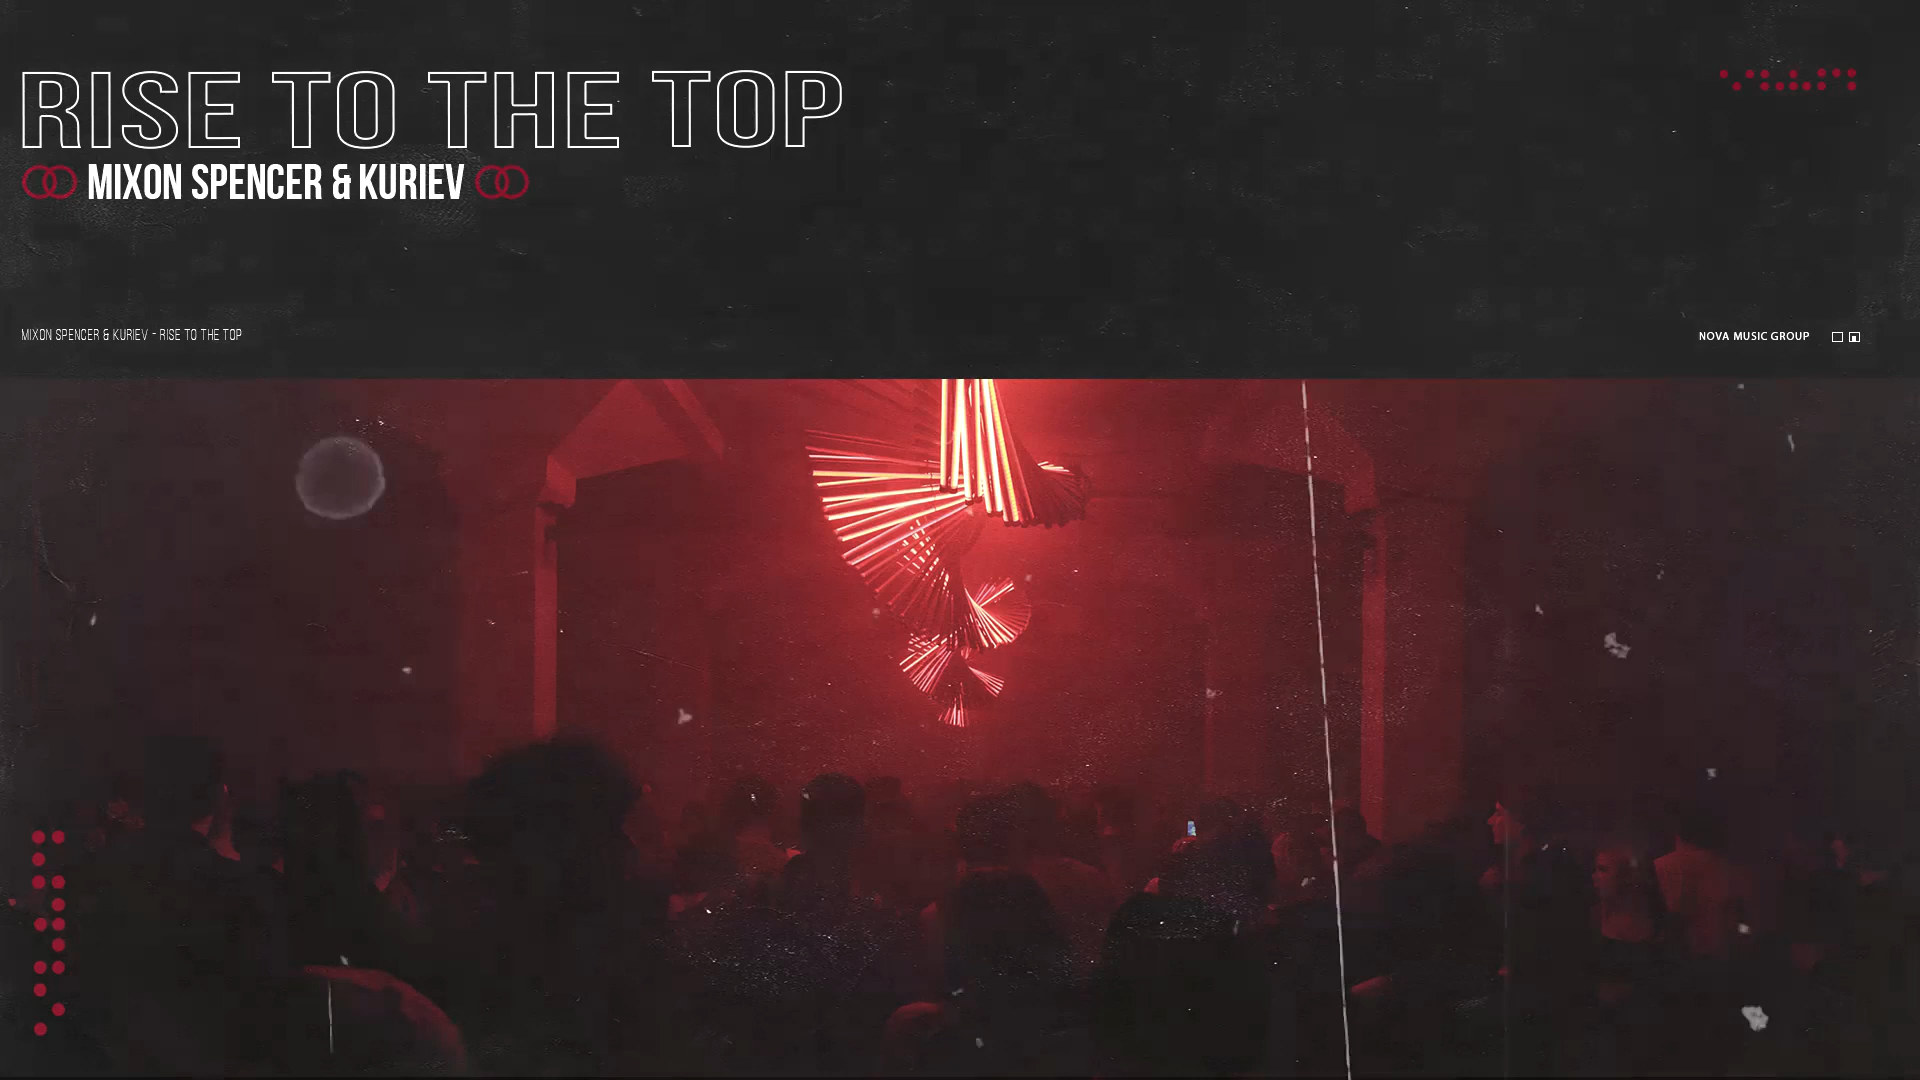 RISE TO THE TOP
MIXON SPENCER & KURIEV
MIXON SPENCER & KURIEV - RISE TO THE TOP
NOVA MUSIC GROUP